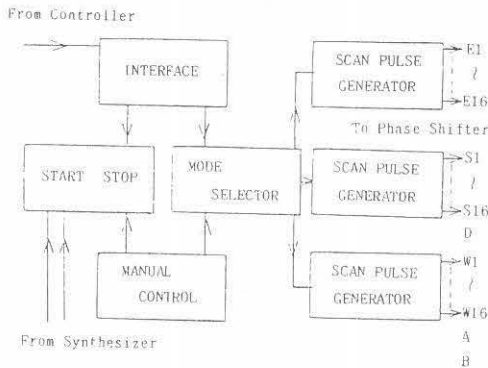 From Controller
INTERFACE
SCAN PULSE
GENERATOR
E1
E16
To Phase Shifter
START STOP
MODE
SELECTOR
SCAN PULSE
GENERATOR
S1
S16
D
MANUAL
CONTROL
SCAN PULSE
GENERATOR
W1
W16
A
B
From Synthesizer